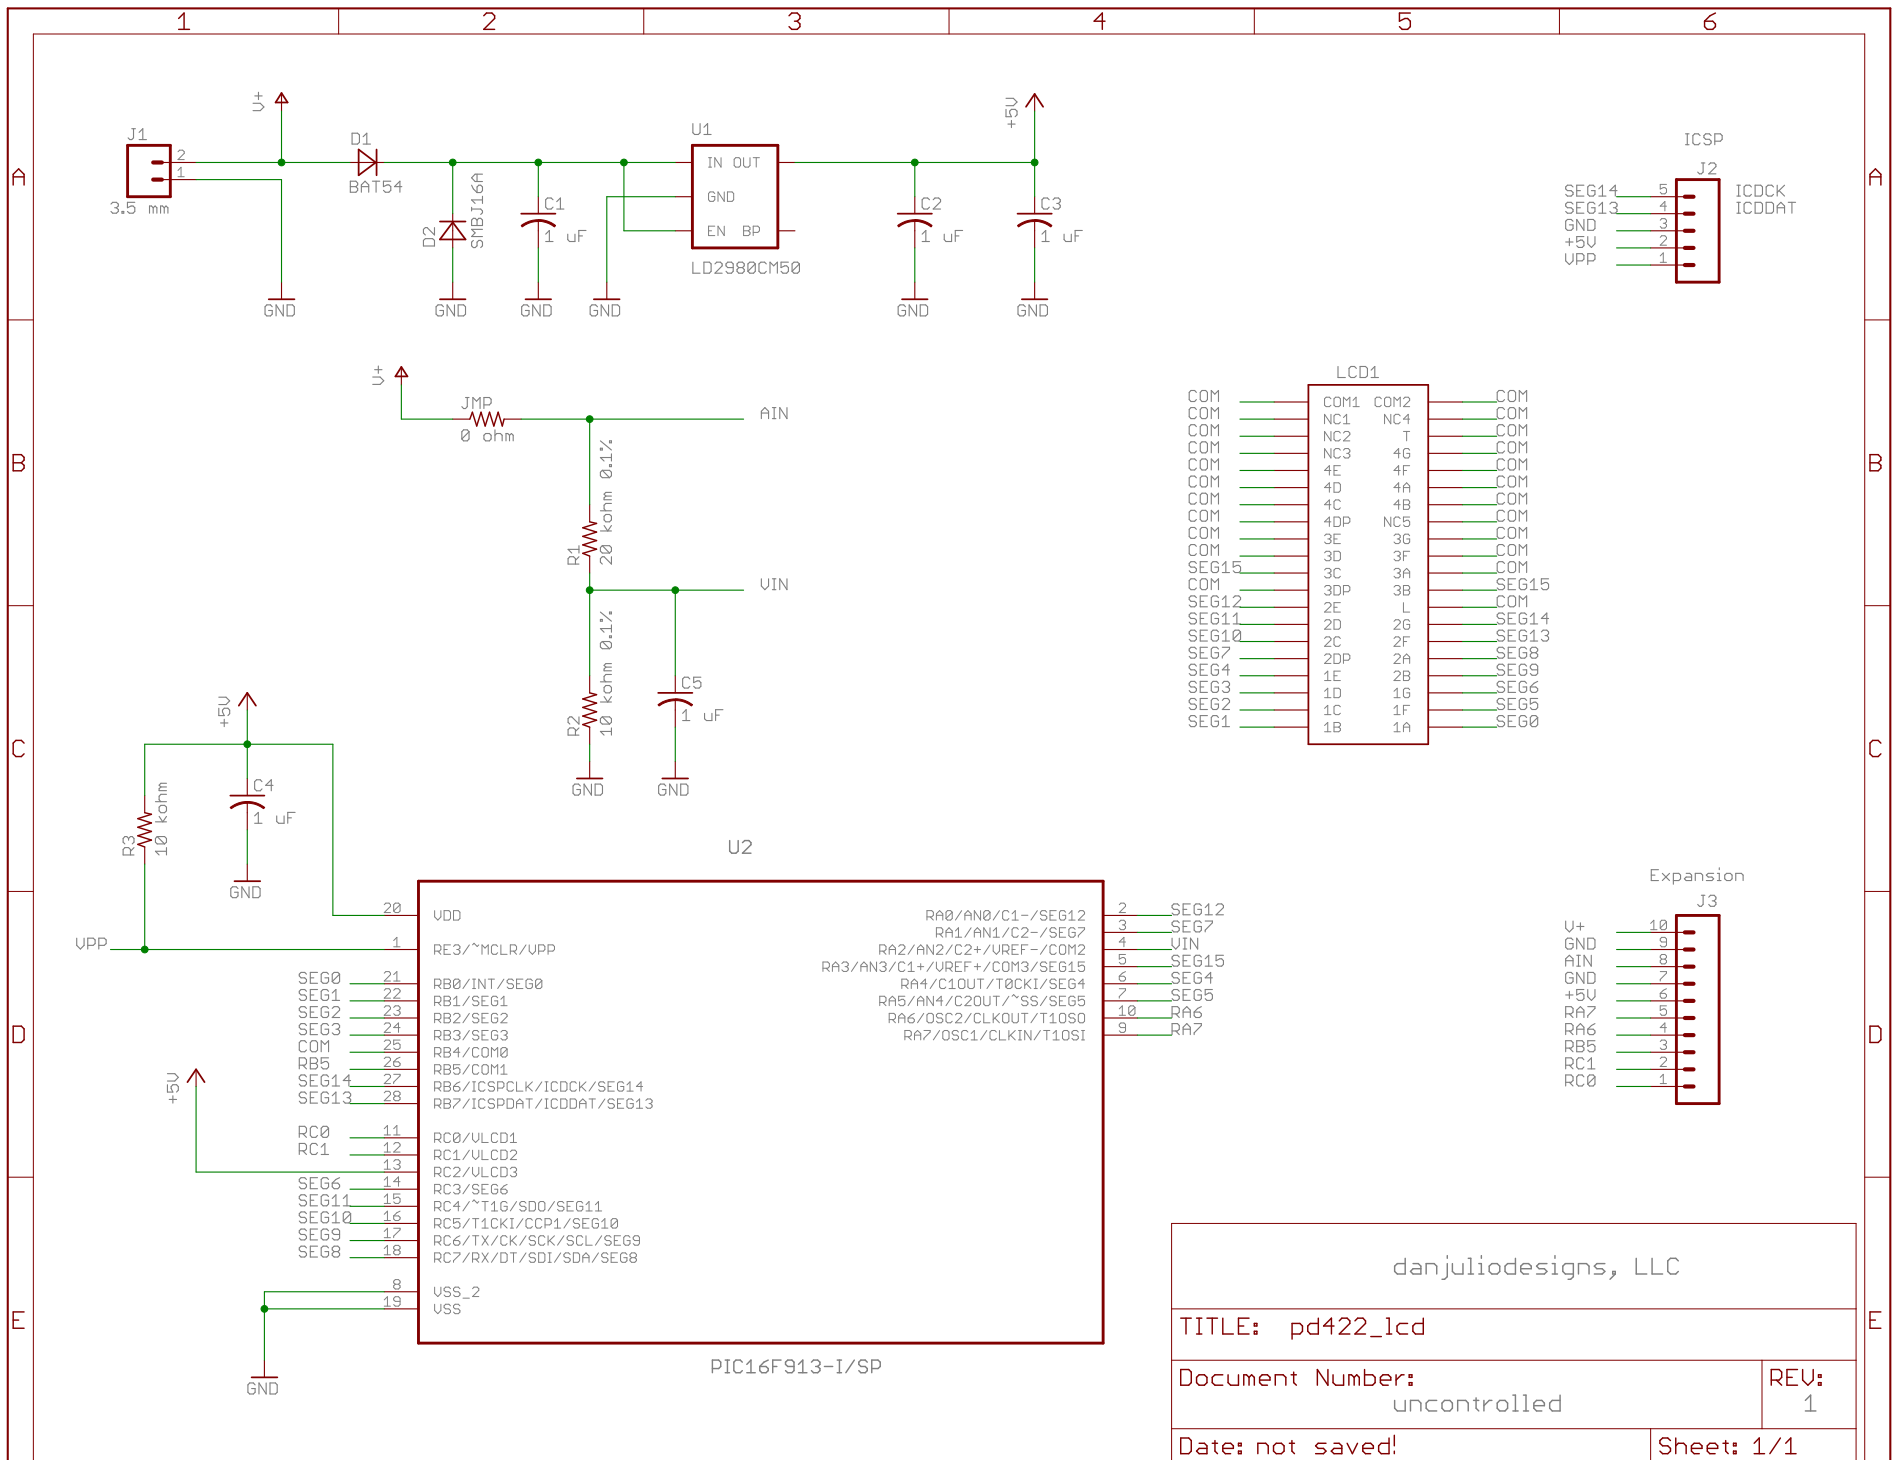 1 2 3 4 5 6
A
B
C
D
E
A
B
C
D
E
V+
J1
2
1
3.5 mm
GND
D1
BAT54
D2
SMBJ16A
GND
C1
1 uF
GND
GND
U1
IN OUT
GND
EN BP
LD2980CM50
C2
1 uF
GND
+5V
C3
1 uF
GND
ICSP
J2
SEG14 5 ICDCK
SEG13 4 ICDDAT
GND 3
+5V 2
VPP 1
V+
JMP
0 ohm
AIN
R1
20 kohm 0.1%
VIN
R2
10 kohm 0.1%
GND
C5
1 uF
GND
LCD1
COM COM1 COM2 COM
COM NC1 NC4 COM
COM NC2 T COM
COM NC3 4G COM
COM 4E 4F COM
COM 4D 4A COM
COM 4C 4B COM
COM 4DP NC5 COM
COM 3E 3G COM
COM 3D 3F COM
SEG15 3C 3A COM
COM 3DP 3B SEG15
SEG12 2E L COM
SEG11 2D 2G SEG14
SEG10 2C 2F SEG13
SEG7 2DP 2A SEG8
SEG4 1E 2B SEG9
SEG3 1D 1G SEG6
SEG2 1C 1F SEG5
SEG1 1B 1A SEG0
+5V
R3
10 kohm
C4
1 uF
GND
VPP
U2
20 VDD
1 RE3/~MCLR/VPP
SEG0 21 RB0/INT/SEG0
SEG1 22 RB1/SEG1
SEG2 23 RB2/SEG2
SEG3 24 RB3/SEG3
COM 25 RB4/COM0
RB5 26 RB5/COM1
SEG14 27 RB6/ICSPCLK/ICDCK/SEG14
SEG13 28 RB7/ICSPDAT/ICDDAT/SEG13
RC0 11 RC0/VLCD1
RC1 12 RC1/VLCD2
+5V
13 RC2/VLCD3
SEG6 14 RC3/SEG6
SEG11 15 RC4/~T1G/SDO/SEG11
SEG10 16 RC5/T1CKI/CCP1/SEG10
SEG9 17 RC6/TX/CK/SCK/SCL/SEG9
SEG8 18 RC7/RX/DT/SDI/SDA/SEG8
8 VSS_2
19 VSS
GND
RA0/AN0/C1-/SEG12 2 SEG12
RA1/AN1/C2-/SEG7 3 SEG7
RA2/AN2/C2+/VREF-/COM2 4 VIN
RA3/AN3/C1+/VREF+/COM3/SEG15 5 SEG15
RA4/C1OUT/T0CKI/SEG4 6 SEG4
RA5/AN4/C2OUT/~SS/SEG5 7 SEG5
RA6/OSC2/CLKOUT/T1OSO 10 RA6
RA7/OSC1/CLKIN/T1OSI 9 RA7
PIC16F913-I/SP
Expansion
J3
V+ 10
GND 9
AIN 8
GND 7
+5V 6
RA7 5
RA6 4
RB5 3
RC1 2
RC0 1
danjuliodesigns, LLC
TITLE: pd422_lcd
Document Number:
uncontrolled
REV:
1
Date: not saved!
Sheet: 1/1